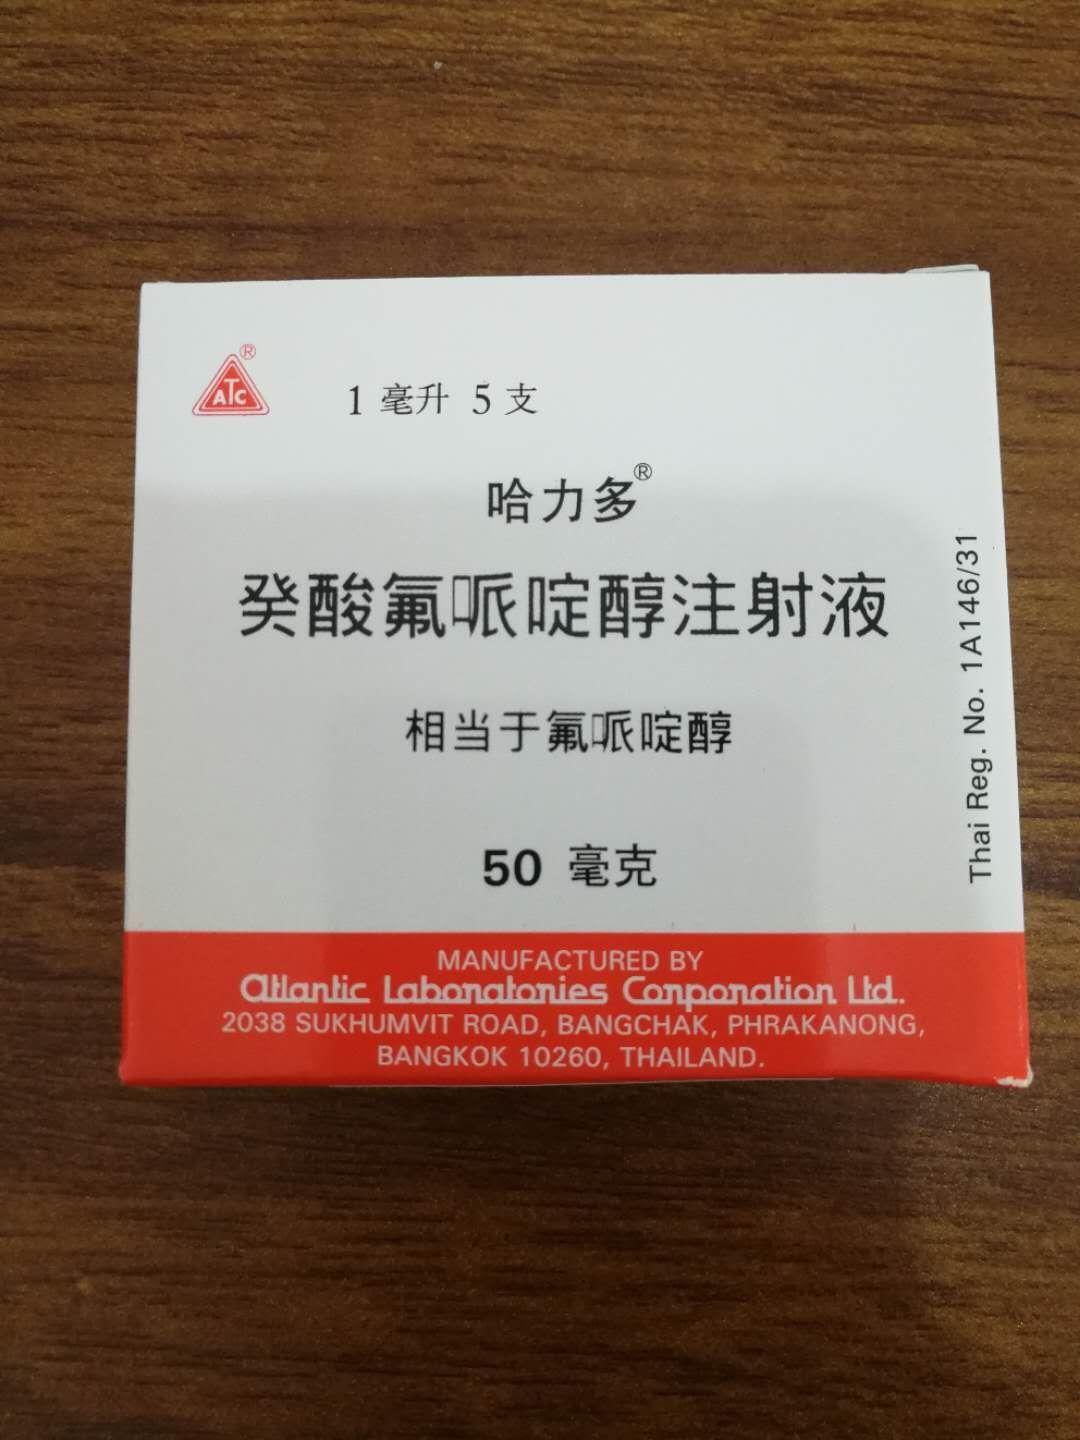 ATC®
1 毫升 5 支
哈力多®
癸酸氟哌啶醇注射液
相当于氟哌啶醇
50 毫克
Thai Reg. No. 1A146/31
MANUFACTURED BY
Atlantic Laboratories Corporation Ltd.
2038 SUKHUMVIT ROAD, BANGCHAK, PHRAKANONG,
BANGKOK 10260, THAILAND.